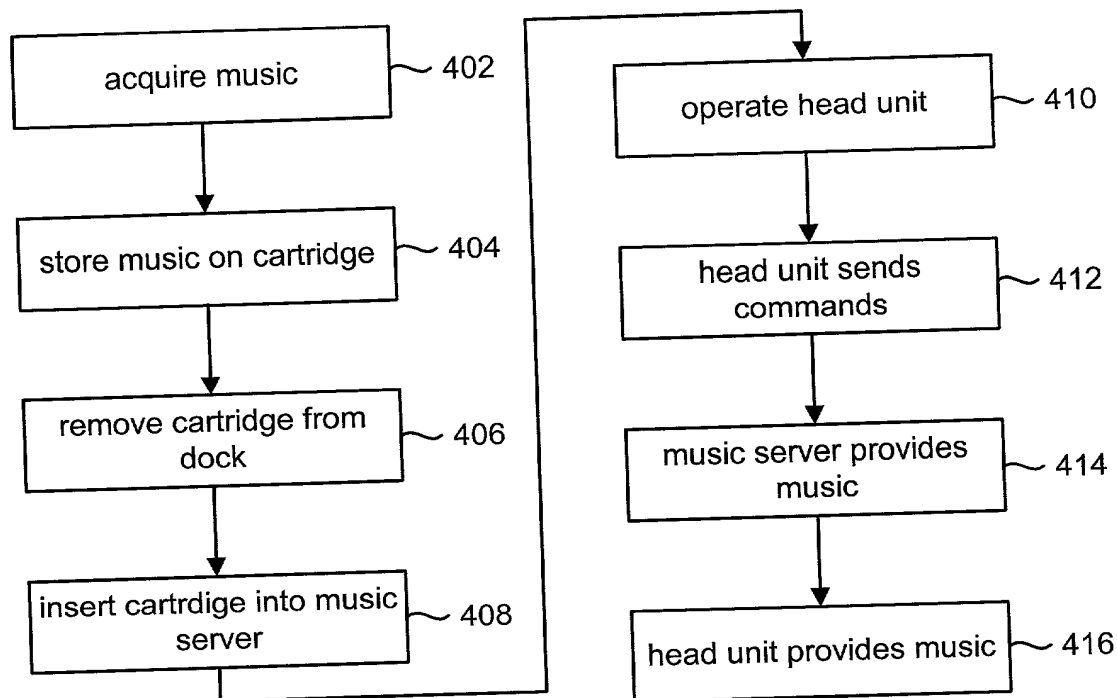 acquire music
402
store music on cartridge
404
remove cartridge from
dock
406
insert cartrdige into music
server
408
operate head unit
410
head unit sends
commands
412
music server provides
music
414
head unit provides music
416